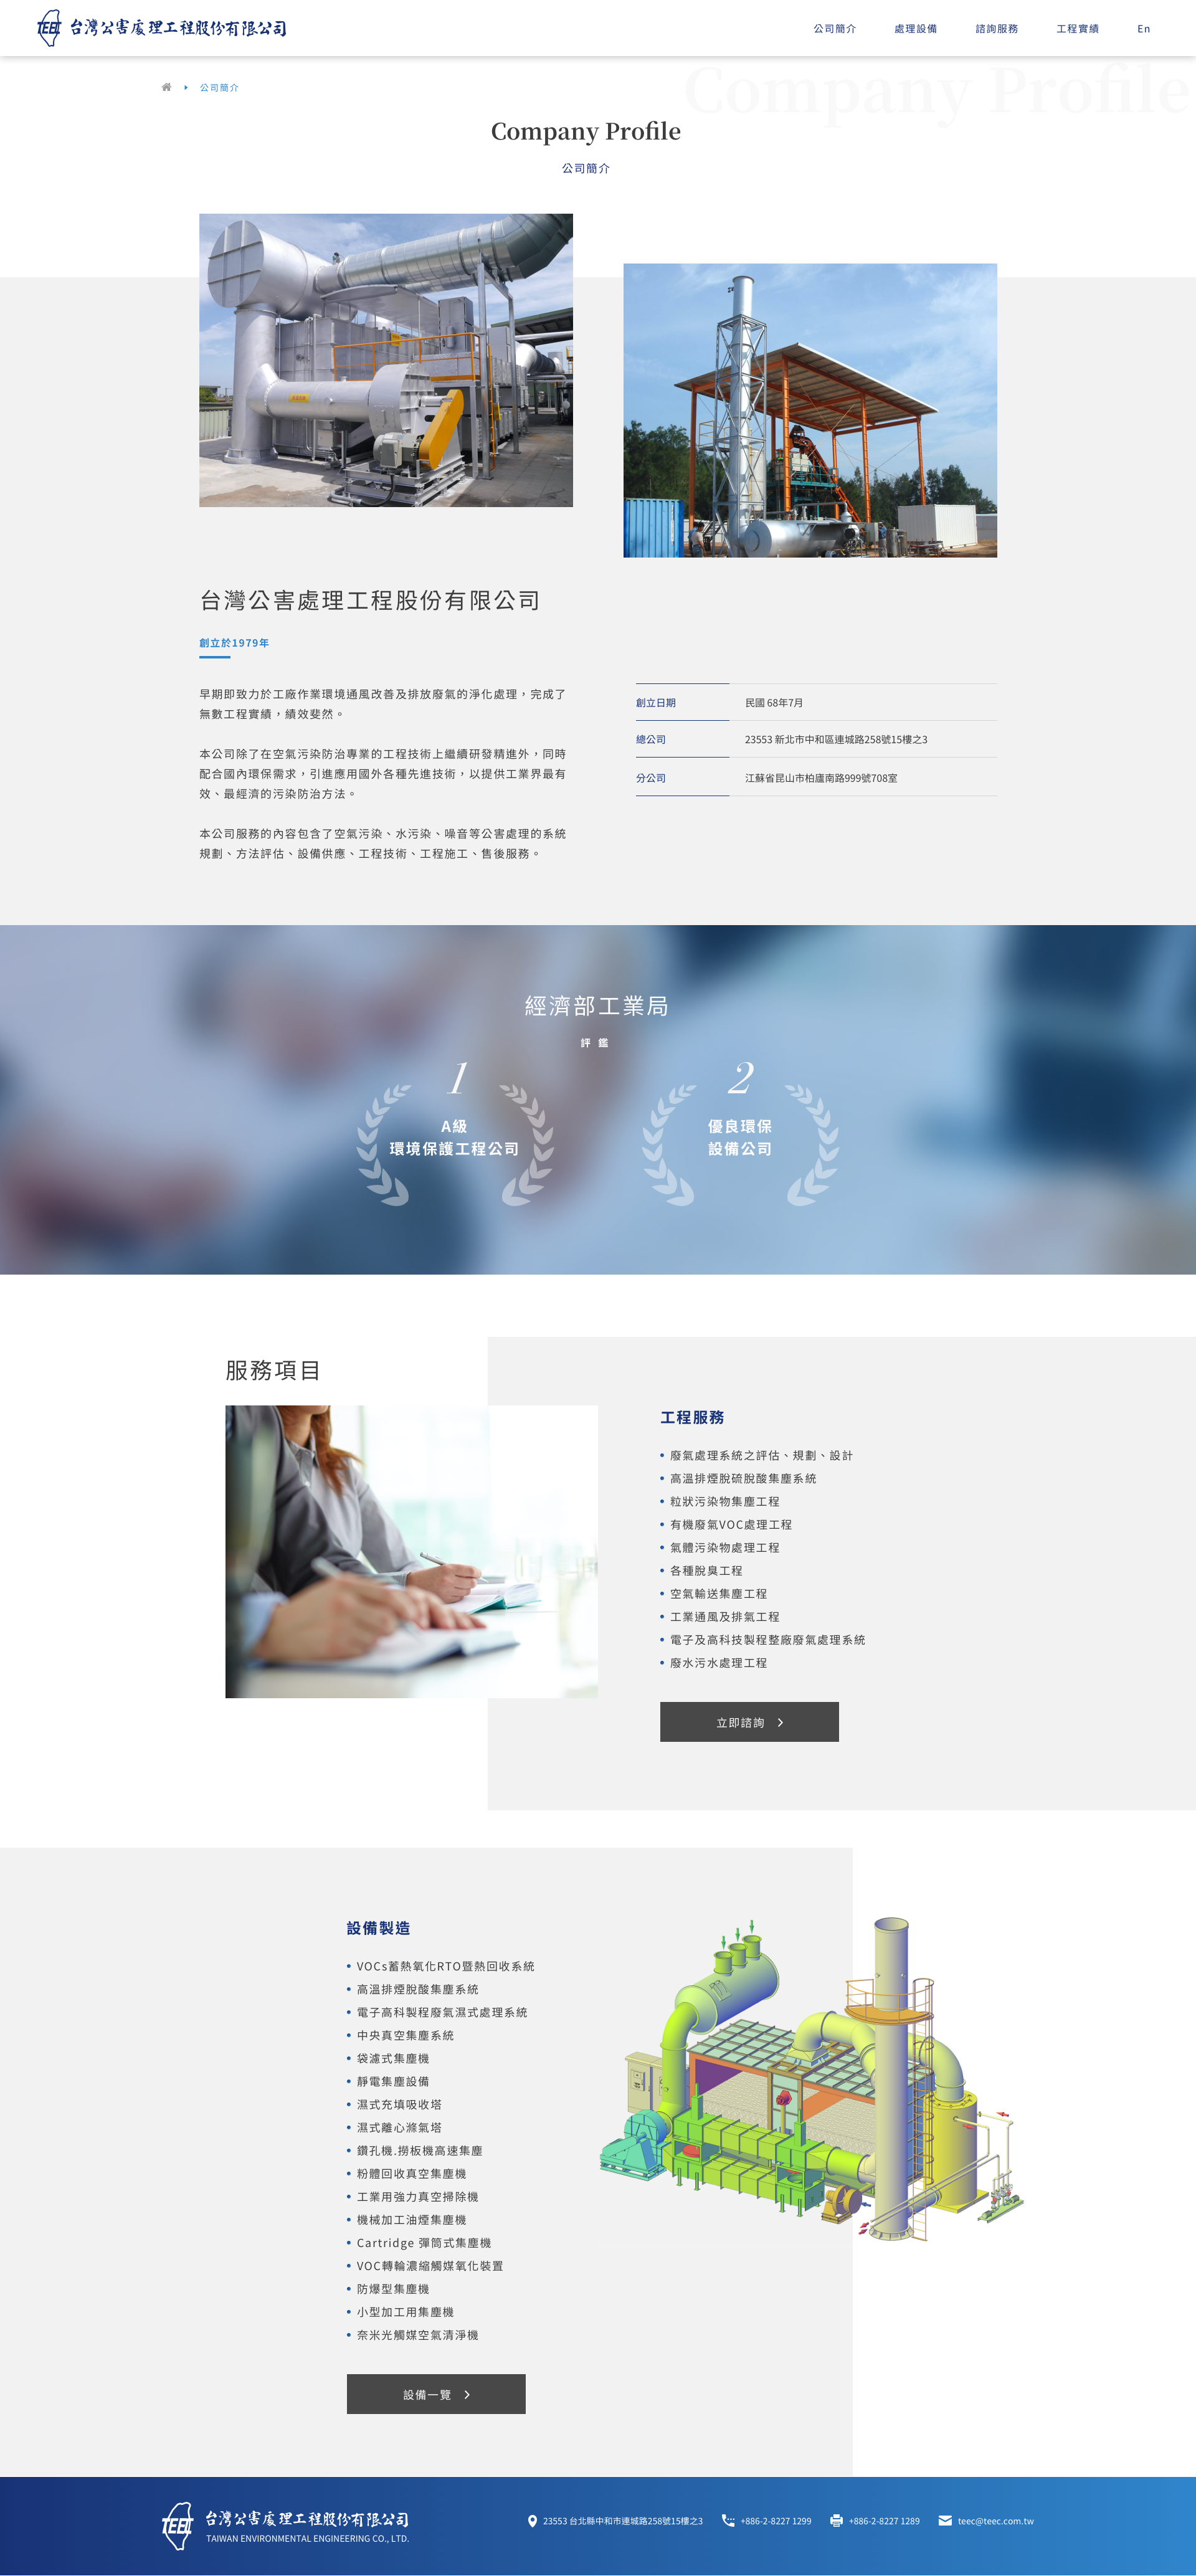 TEEC 台灣公害處理工程股份有限公司
公司簡介 處理設備 諮詢服務 工程實績 En
Company Profile
公司簡介
Company Profile
公司簡介
台灣公害處理工程股份有限公司
創立於1979年
早期即致力於工廠作業環境通風改善及排放廢氣的淨化處理，完成了
無數工程實績，績效斐然。
本公司除了在空氣污染防治專業的工程技術上繼續研發精進外，同時
配合國內環保需求，引進應用國外各種先進技術，以提供工業界最有
效、最經濟的污染防治方法。
本公司服務的內容包含了空氣污染、水污染、噪音等公害處理的系統
規劃、方法評估、設備供應、工程技術、工程施工、售後服務。
創立日期 民國 68年7月
總公司 23553 新北市中和區連城路258號15樓之3
分公司 江蘇省昆山市柏廬南路999號708室
經濟部工業局
評 鑑
1
A級
環境保護工程公司
2
優良環保
設備公司
服務項目
工程服務
廢氣處理系統之評估、規劃、設計
高溫排煙脫硫脫酸集塵系統
粒狀污染物集塵工程
有機廢氣VOC處理工程
氣體污染物處理工程
各種脫臭工程
空氣輸送集塵工程
工業通風及排氣工程
電子及高科技製程整廠廢氣處理系統
廢水污水處理工程
立即諮詢
設備製造
VOCs蓄熱氧化RTO暨熱回收系統
高溫排煙脫酸集塵系統
電子高科製程廢氣濕式處理系統
中央真空集塵系統
袋濾式集塵機
靜電集塵設備
濕式充填吸收塔
濕式離心滌氣塔
鑽孔機.撈板機高速集塵
粉體回收真空集塵機
工業用強力真空掃除機
機械加工油煙集塵機
Cartridge 彈筒式集塵機
VOC轉輪濃縮觸媒氧化裝置
防爆型集塵機
小型加工用集塵機
奈米光觸媒空氣清淨機
設備一覽
TEEC 台灣公害處理工程股份有限公司
TAIWAN ENVIRONMENTAL ENGINEERING CO., LTD.
23553 台北縣中和市連城路258號15樓之3 +886-2-8227 1299 +886-2-8227 1289 teec@teec.com.tw